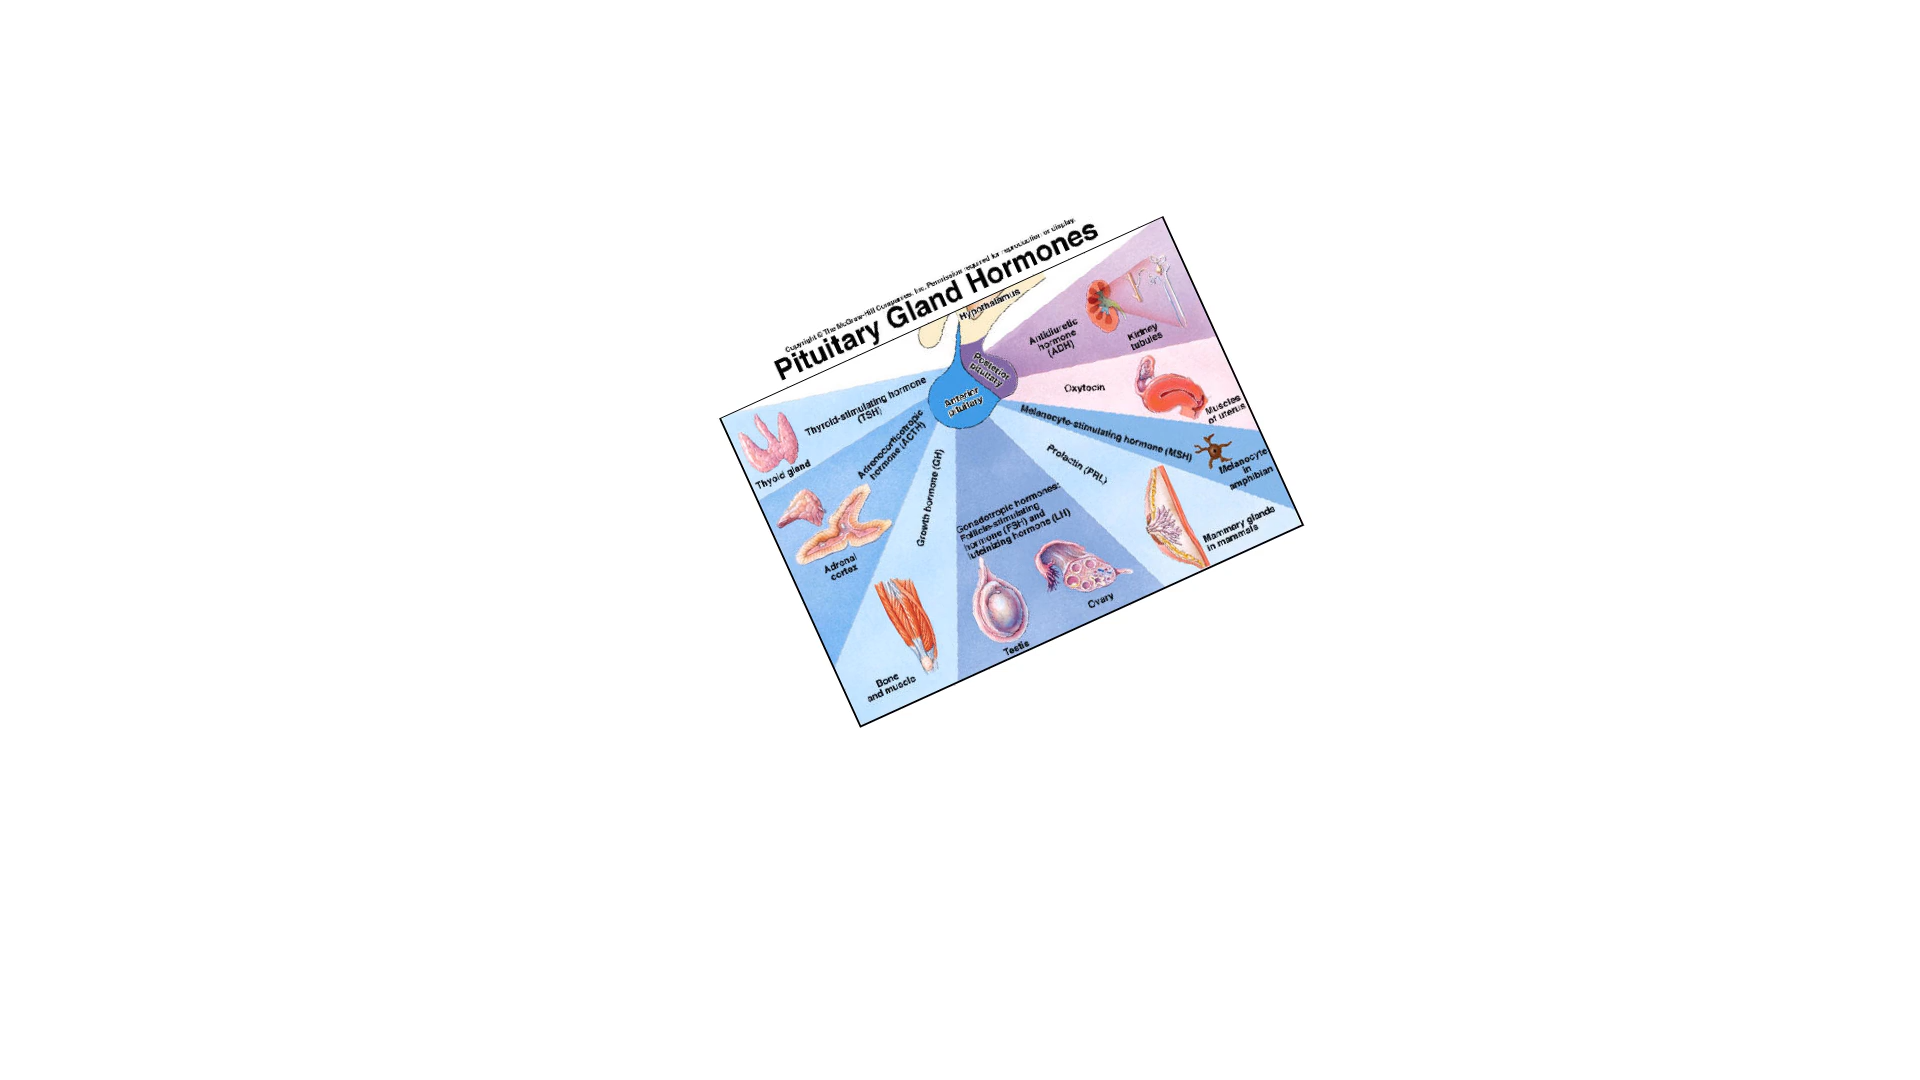 Copyright © The McGraw-Hill Companies, Inc. Permission required for reproduction or display.
Pituitary Gland Hormones
Hypothalamus
Posterior
pituitary
Anterior
pituitary
Antidiuretic
hormone
(ADH)
Kidney
tubules
Oxytocin
Muscles
of uterus
Melanocyte-stimulating hormone (MSH)
Melanocyte
in
amphibian
Prolactin (PRL)
Mammary glands
in mammals
Gonadotropic hormones:
Follicle-stimulating
hormone (FSH) and
luteinizing hormone (LH)
Ovary
Testis
Growth hormone (GH)
Bone
and muscle
Adrenocorticotropic
hormone (ACTH)
Adrenal
cortex
Thyroid-stimulating hormone
(TSH)
Thyoid gland